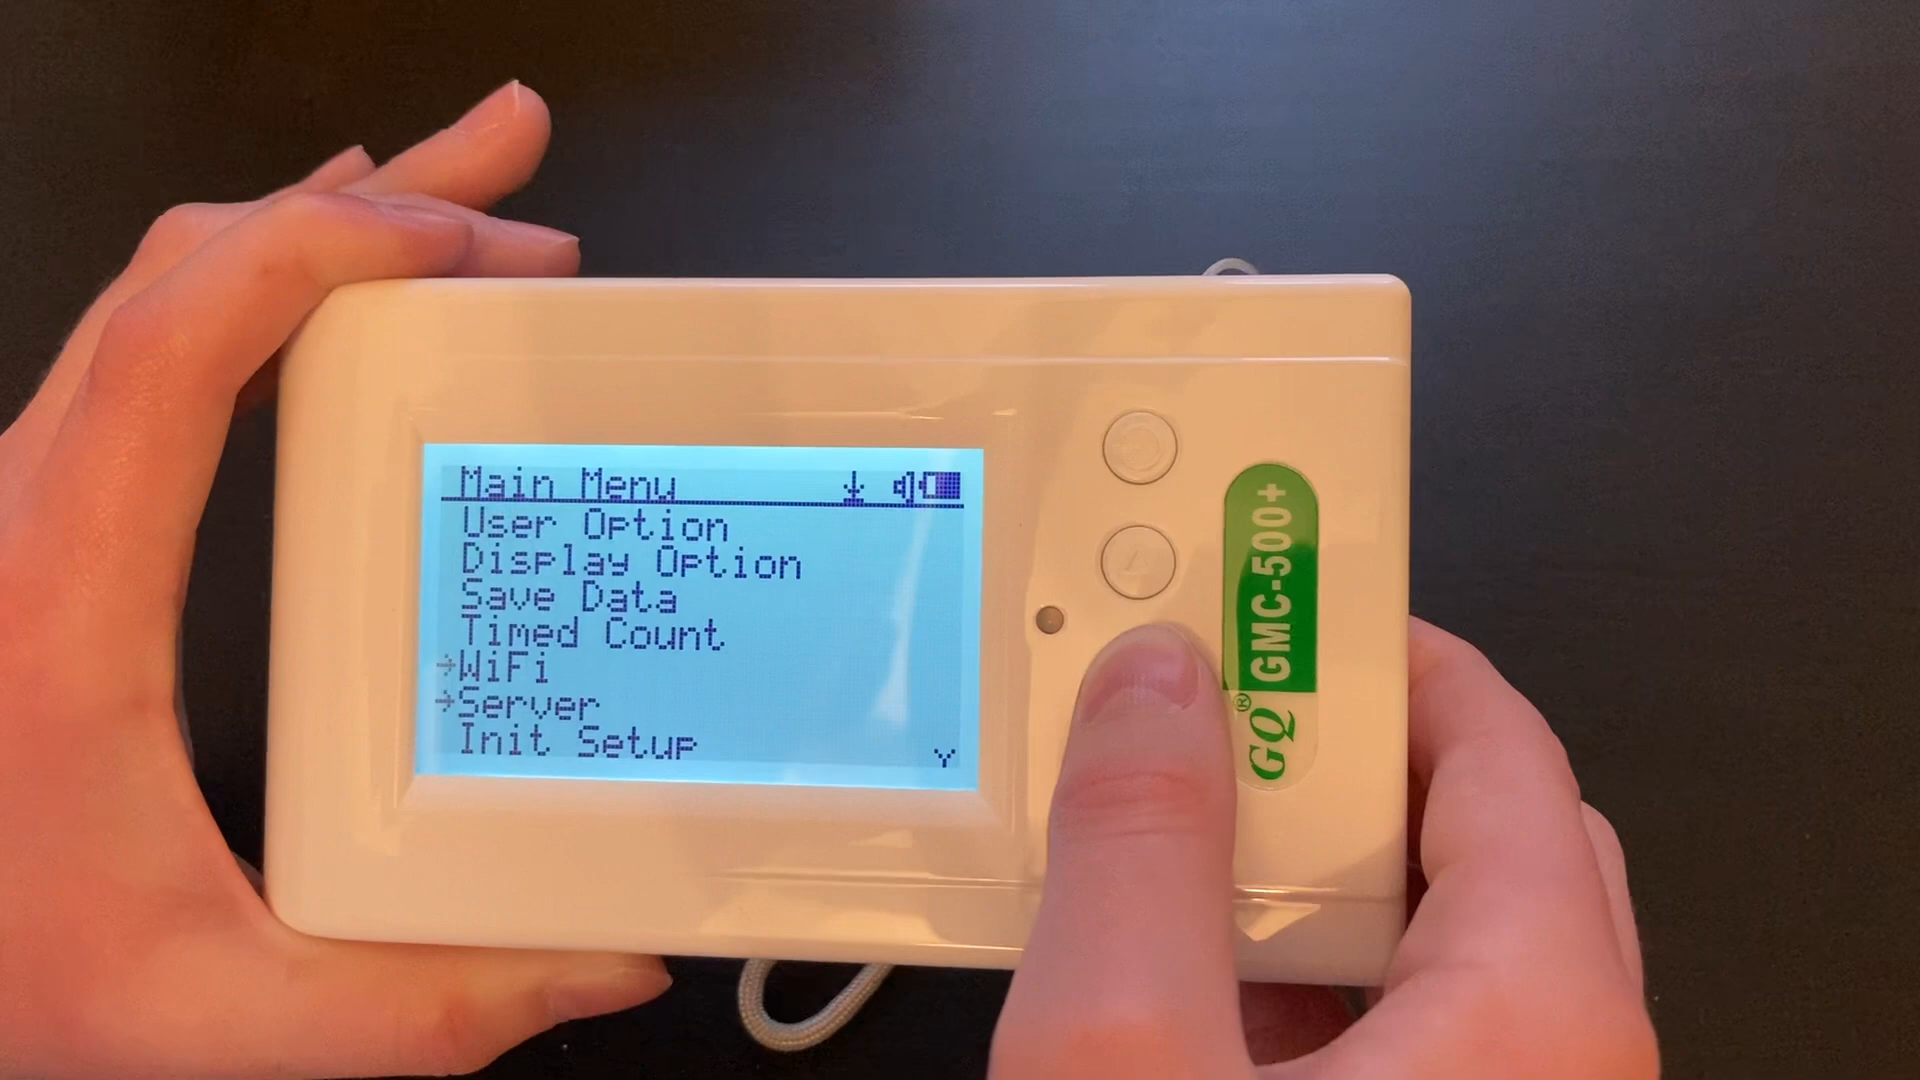 Main Menu
User Option
Display Option
Save Data
Timed Count
→WiFi
→Server
Init Setup
GQ® GMC-500+